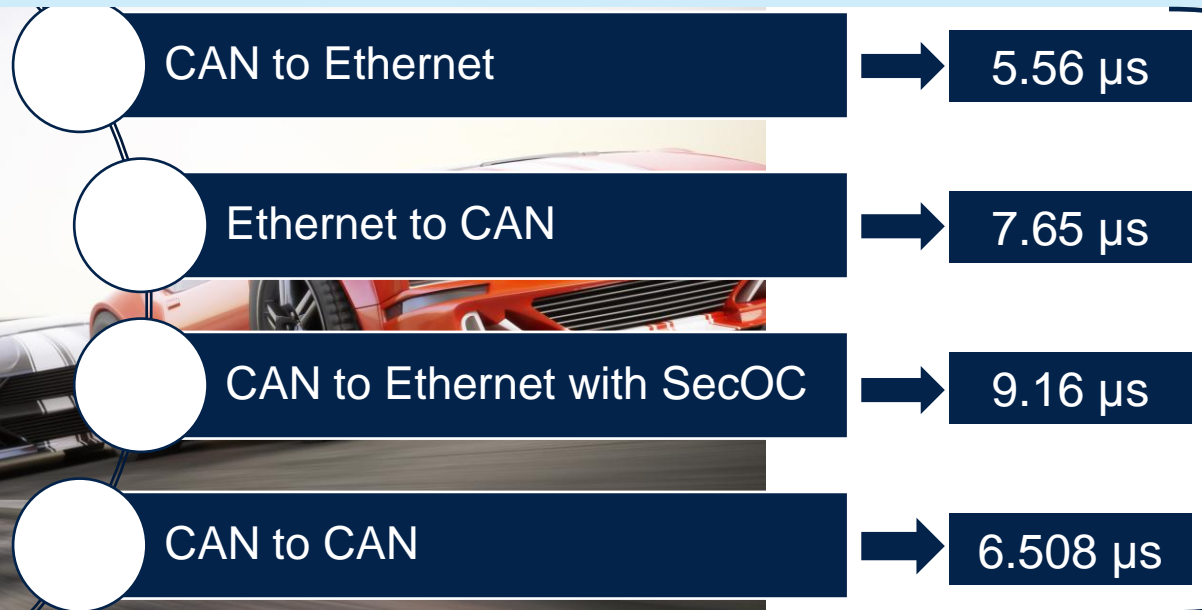 CAN to Ethernet
5.56 μs
Ethernet to CAN
7.65 μs
CAN to Ethernet with SecOC
9.16 μs
CAN to CAN
6.508 μs